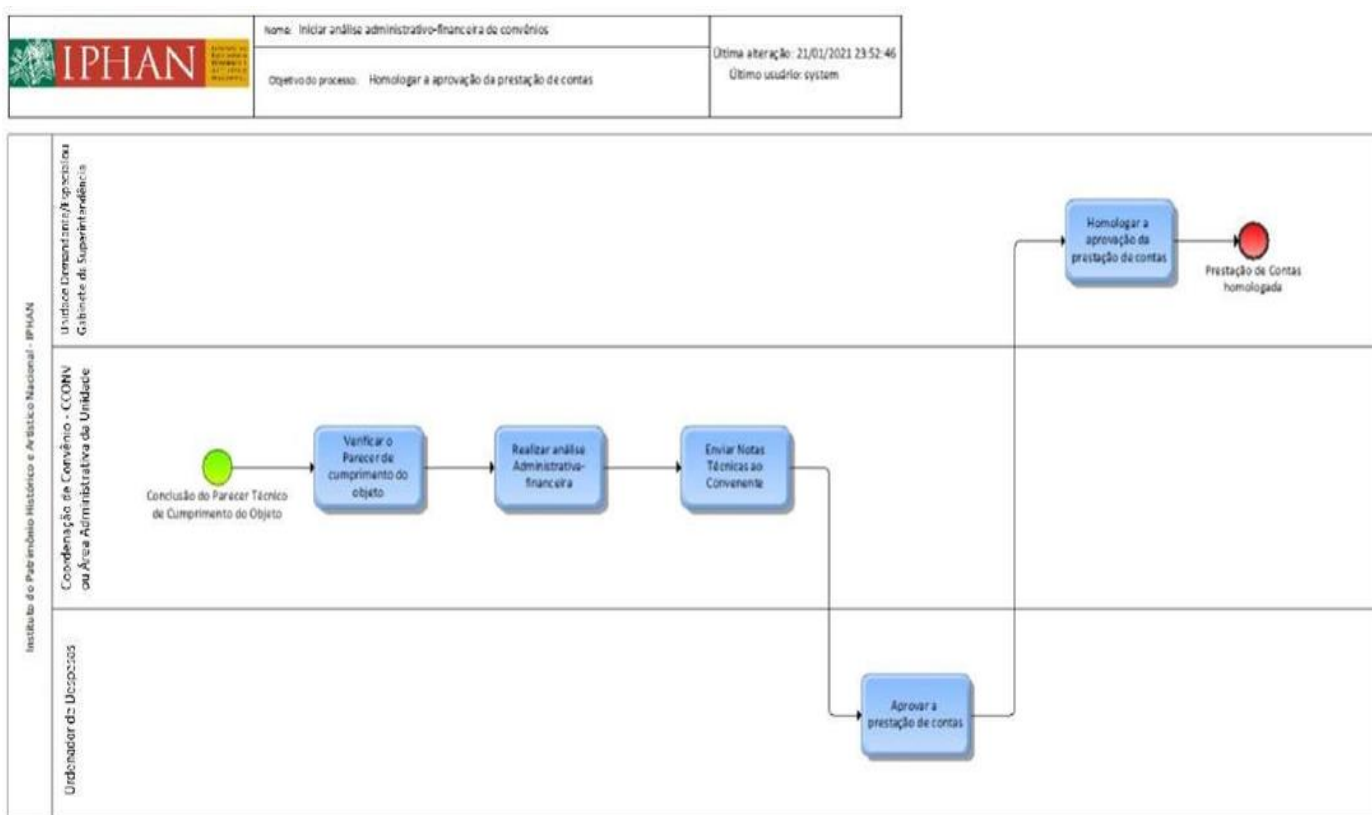 IPHAN
Nome: Iniciar análise administrativo-financeira de convênios
Objetivo do processo: Homologar a aprovação da prestação de contas
Última alteração: 21/01/2021 23:52:46
Último usuário: system
Instituto do Patrimônio Histórico e Artístico Nacional - IPHAN
Unidade Demandante/Especial ou
Gabinete da Superintendência
Homologar a
aprovação da
prestação de contas
Prestação de Contas
homologada
Coordenação de Convênio - CCONV
ou Área Administrativa da Unidade
Conclusão do Parecer Técnico
de Cumprimento do Objeto
Verificar o
Parecer de
cumprimento do
objeto
Realizar análise
Administrativa-
financeira
Enviar Notas
Técnicas ao
Convenente
Ordenador de Despesas
Aprovar a
prestação de contas